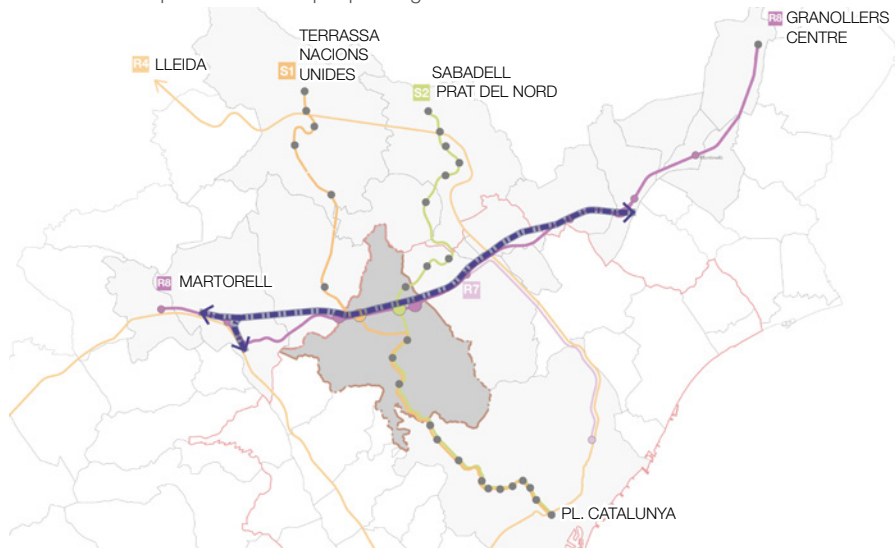 R8 GRANOLLERS
CENTRE
TERRASSA
NACIONS
S1 UNIDES
R4 LLEIDA
SABADELL
S2 PRAT DEL NORD
R8 MARTORELL
R7
PL. CATALUNYA